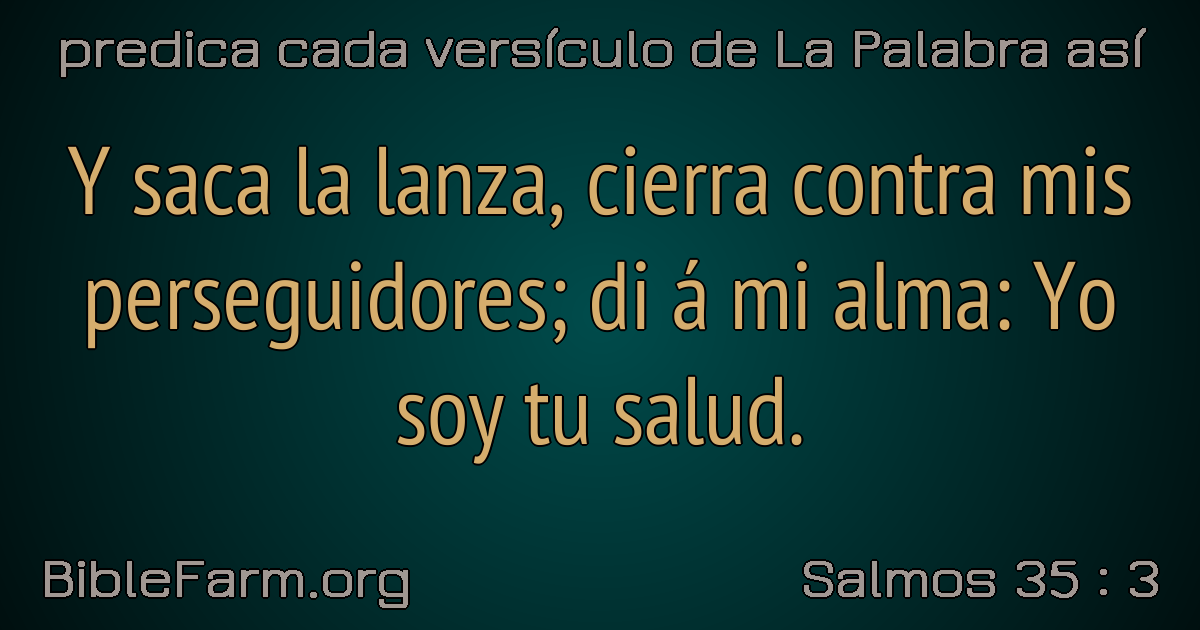 predica cada versículo de La Palabra así
Y saca la lanza, cierra contra mis
perseguidores; di á mi alma: Yo
soy tu salud.
BibleFarm.org
Salmos 35 : 3